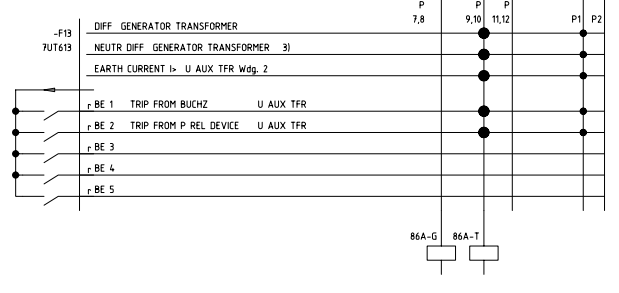 P P P
7,8 9,10 11,12 P1 P2
DIFF GENERATOR TRANSFORMER
-F13
7UT613 NEUTR DIFF GENERATOR TRANSFORMER 3)
EARTH CURRENT I> U AUX TFR Wdg. 2
BE 1 TRIP FROM BUCHZ U AUX TFR
BE 2 TRIP FROM P REL DEVICE U AUX TFR
BE 3
BE 4
BE 5
86A-G 86A-T